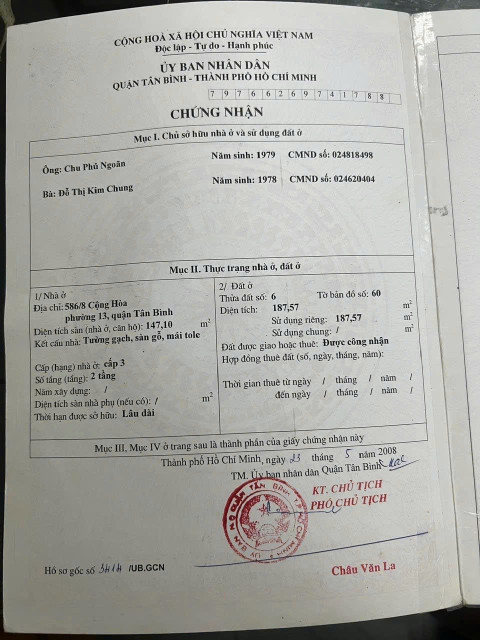 CỘNG HOÀ XÃ HỘI CHỦ NGHĨA VIỆT NAM
Độc lập - Tự do - Hạnh phúc
ỦY BAN NHÂN DÂN
QUẬN TÂN BÌNH - THÀNH PHỐ HỒ CHÍ MINH
7 9 7 6 6 2 6 9 7 4 1 7 8 8
CHỨNG NHẬN
Mục I. Chủ sở hữu nhà ở và sử dụng đất ở
Ông: Chu Phủ Ngoãn Năm sinh: 1979 CMND số: 024818498
Bà: Đỗ Thị Kim Chung Năm sinh: 1978 CMND số: 024620404
Mục II. Thực trạng nhà ở, đất ở
1/ Nhà ở
Địa chỉ: 586/8 Cộng Hòa
phường 13, quận Tân Bình
Diện tích sàn (nhà ở, căn hộ): 147,10 m²
Kết cấu nhà: Tường gạch, sàn gỗ, mái tole
Cấp (hạng) nhà ở: cấp 3
Số tầng (tầng): 2 tầng
Năm xây dựng: /
Diện tích sàn nhà phụ (nếu có): / m²
Thời hạn được sở hữu: Lâu dài
2/ Đất ở
Thửa đất số: 6 Tờ bản đồ số: 60
Diện tích: 187,57 m²
Sử dụng riêng: 187,57 m²
Sử dụng chung: / m²
Đất được giao hoặc thuê: Được công nhận
Hợp đồng thuê đất (số, ngày, tháng, năm):
Thời gian thuê từ ngày / tháng / năm /
đến ngày / tháng / năm /
Mục III, Mục IV ở trang sau là thành phần của giấy chứng nhận này
Thành phố Hồ Chí Minh, ngày 23 tháng 5 năm 2008
TM. Ủy ban nhân dân Quận Tân Bình
KT. CHỦ TỊCH
PHÓ CHỦ TỊCH
Hồ sơ gốc số /UB.GCN
Châu Văn La